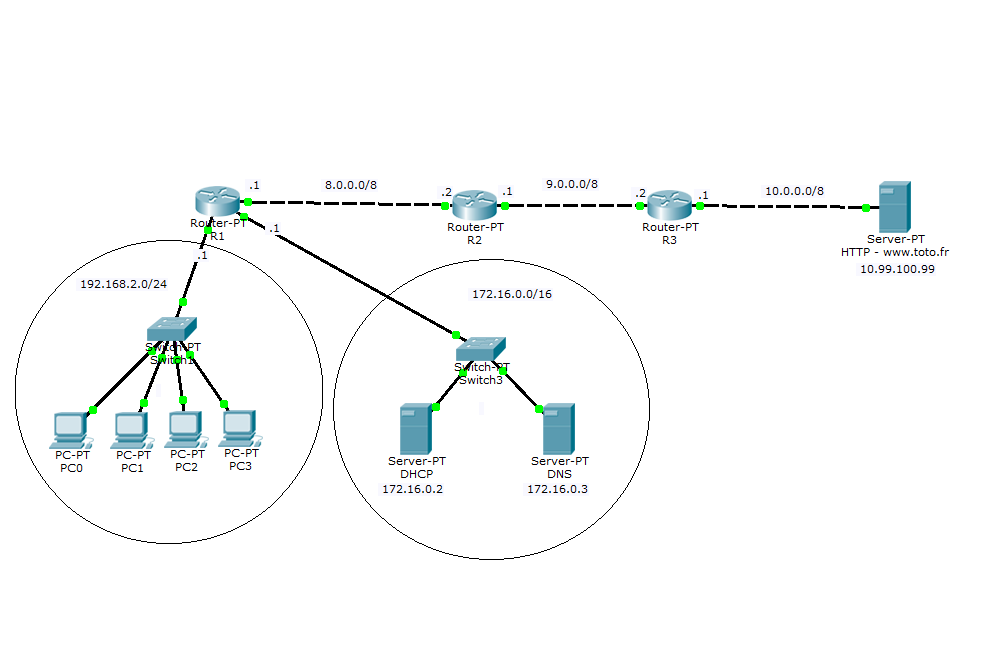 .1
8.0.0.0/8
.2
.1
9.0.0.0/8
.2
.1
10.0.0.0/8
Router-PT
R1
.1
Router-PT
R2
Router-PT
R3
Server-PT
HTTP - www.toto.fr
10.99.100.99
.1
192.168.2.0/24
172.16.0.0/16
Switch-PT
Switch1
Switch-PT
Switch3
PC-PT
PC0
PC-PT
PC1
PC-PT
PC2
PC-PT
PC3
Server-PT
DHCP
172.16.0.2
Server-PT
DNS
172.16.0.3